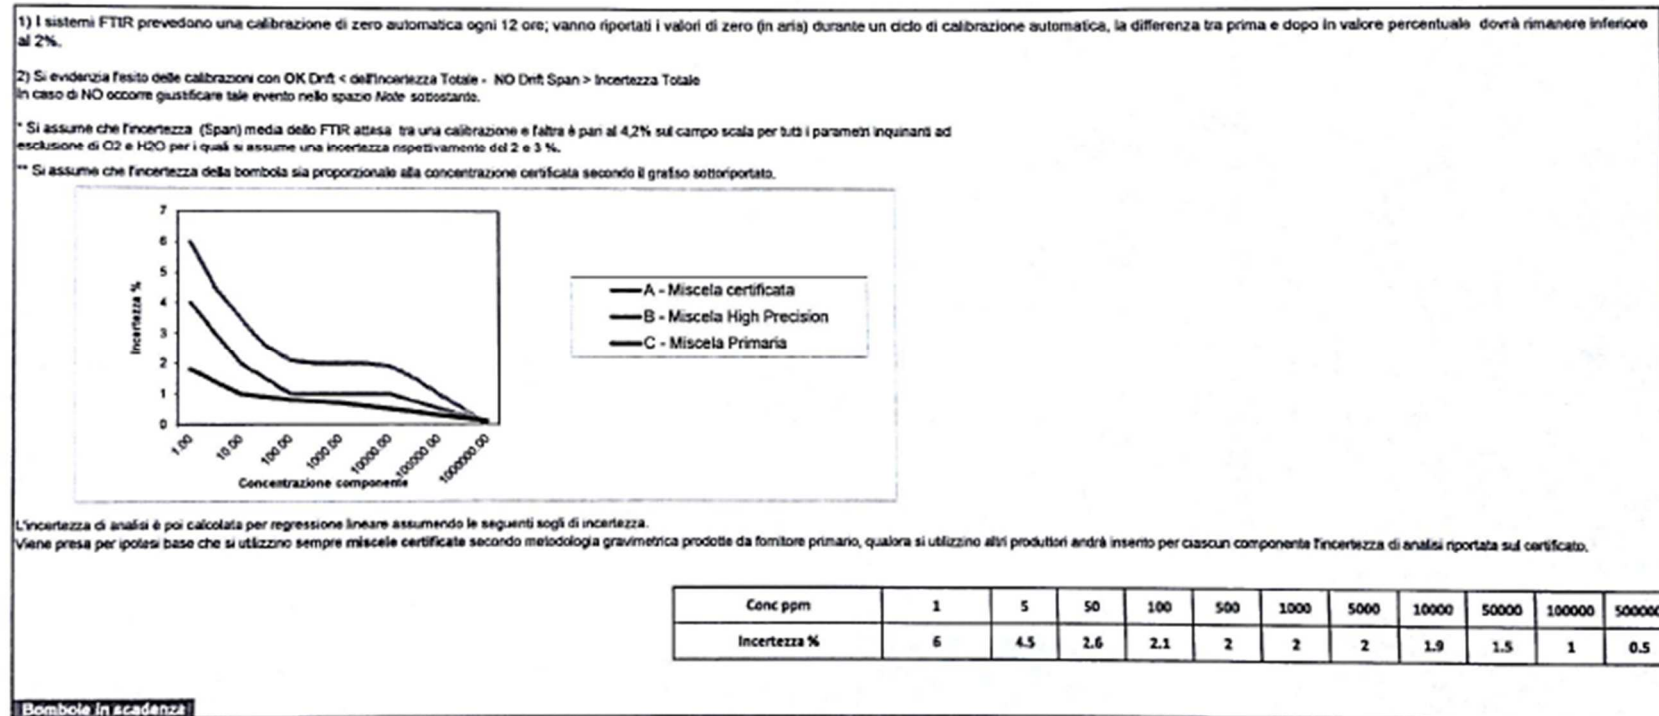 1) I sistemi FTIR prevedono una calibrazione di zero automatica ogni 12 ore; vanno riportati i valori di zero (in aria) durante un ciclo di calibrazione automatica, la differenza tra prima e dopo in valore percentuale dovrà rimanere inferiore
al 2%.
2) Si evidenzia l'esito delle calibrazioni con OK Drift < dell'Incertezza Totale - NO Drift Span > Incertezza Totale
In caso di NO occorre giustificare tale evento nello spazio Note sottostante.
* Si assume che l'incertezza (Span) media dello FTIR attesa tra una calibrazione e l'altra è pari al 4,2% sul campo scala per tutti i parametri inquinanti ad
esclusione di O2 e H2O per i quali si assume una incertezza rispettivamente del 2 e 3 %.
** Si assume che l'incertezza della bombola sia proporzionale alla concentrazione certificata secondo il grafiso sottoriportato.
7
6
5
4
3
2
1
0
Incertezza %
1.00 10.00 100.00 1000.00 10000.00 100000.00 1000000.00
Concentrazione componente
A - Miscela certificata
B - Miscela High Precision
C - Miscela Primaria
L'incertezza di analisi è poi calcolata per regressione lineare assumendo le seguenti sogli di incertezza.
Viene presa per ipotesi base che si utilizzino sempre miscele certificate secondo metodologia gravimetrica prodotte da fornitore primario, qualora si utilizzino altri produttori andrà inserito per ciascun componente l'incertezza di analisi riportata sul certificato.
Conc ppm 1 5 50 100 500 1000 5000 10000 50000 100000 500000
Incertezza % 6 4.5 2.6 2.1 2 2 2 1.9 1.5 1 0.5
Bombole in scadenza